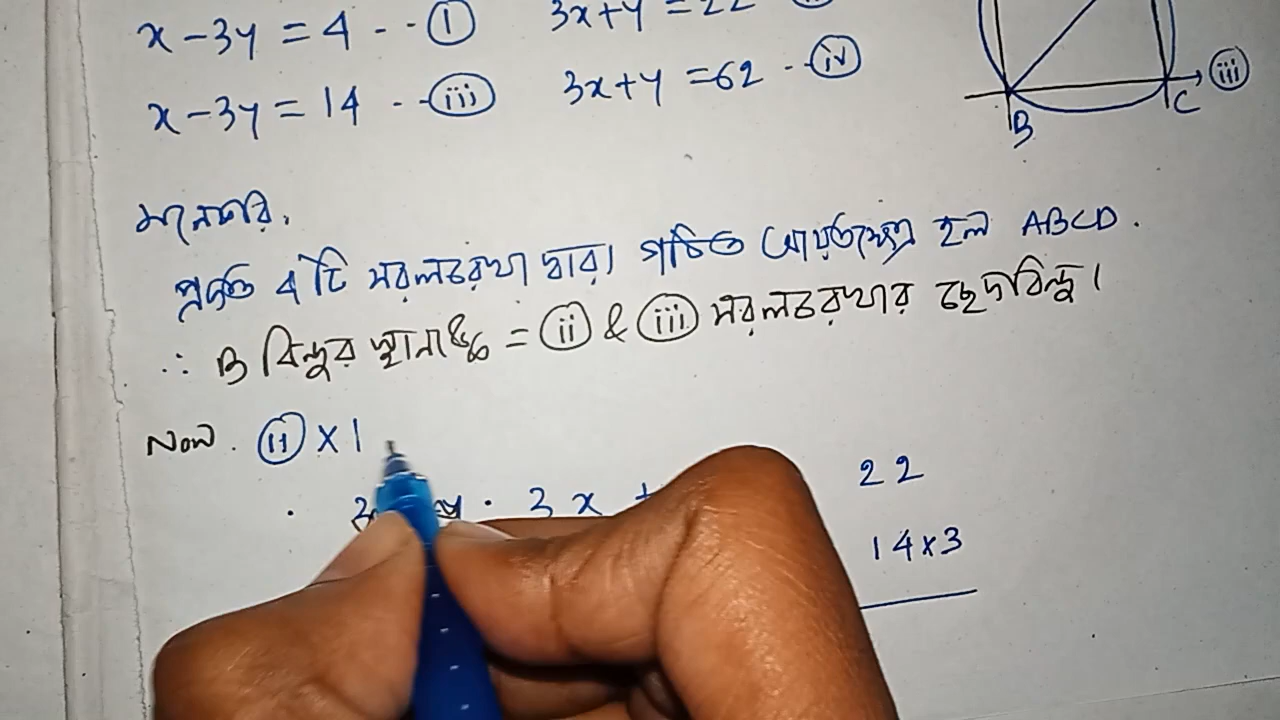 x - 3y = 4 - - (i) 3x + y = 22
x - 3y = 14 - - (iii) 3x + y = 62 - - (iv)
(iii)
B C
মনেকরি,
প্রদত্ত 4 টি সরলরেখা দ্বারা গঠিত আয়তক্ষেত্র হল ABCD.
∴ B বিন্দুর স্থানাঙ্ক = (ii) & (iii) সরলরেখার ছেদবিন্দু।
Now. (ii) × 1
3x + 22
14×3